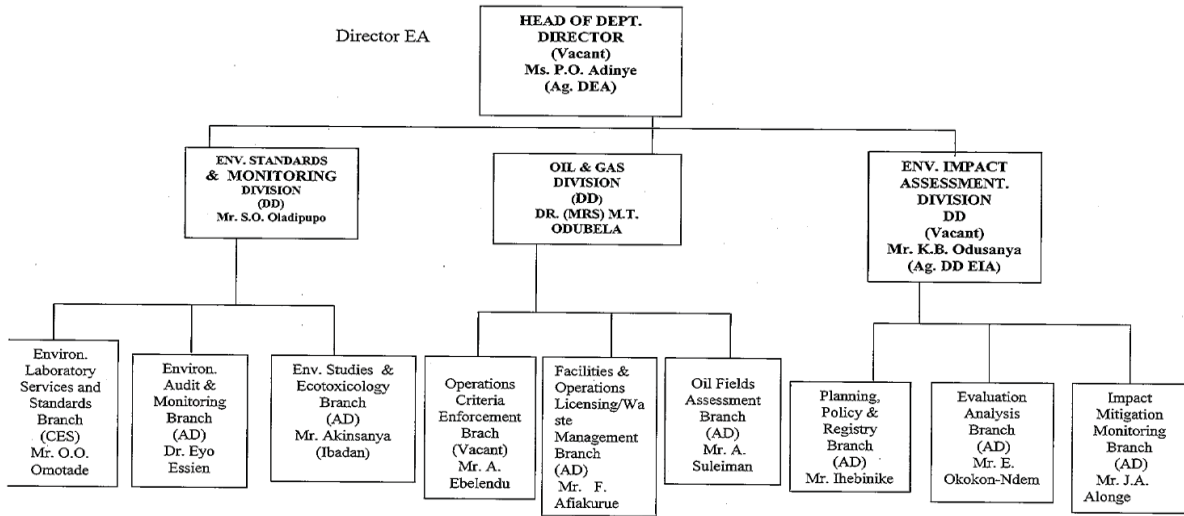 Director EA
HEAD OF DEPT.
DIRECTOR
(Vacant)
Ms. P.O. Adinye
(Ag. DEA)
ENV. STANDARDS
& MONITORING
DIVISION
(DD)
Mr. S.O. Oladipupo
OIL & GAS
DIVISION
(DD)
DR. (MRS) M.T.
ODUBELA
ENV. IMPACT
ASSESSMENT.
DIVISION
DD
(Vacant)
Mr. K.B. Odusanya
(Ag. DD EIA)
Environ.
Laboratory
Services and
Standards
Branch
(CES)
Mr. O.O.
Omotade
Environ.
Audit &
Monitoring
Branch
(AD)
Dr. Eyo
Essien
Env. Studies &
Ecotoxicology
Branch
(AD)
Mr. Akinsanya
(Ibadan)
Operations
Criteria
Enforcement
Brach
(Vacant)
Mr. A.
Ebelendu
Facilities &
Operations
Licensing/Wa
ste
Management
Branch
(AD)
Mr. F.
Afiakurue
Oil Fields
Assessment
Branch
(AD)
Mr. A.
Suleiman
Planning,
Policy &
Registry
Branch
(AD)
Mr. Ihebinike
Evaluation
Analysis
Branch
(AD)
Mr. E.
Okokon-Ndem
Impact
Mitigation
Monitoring
Branch
(AD)
Mr. J.A.
Alonge